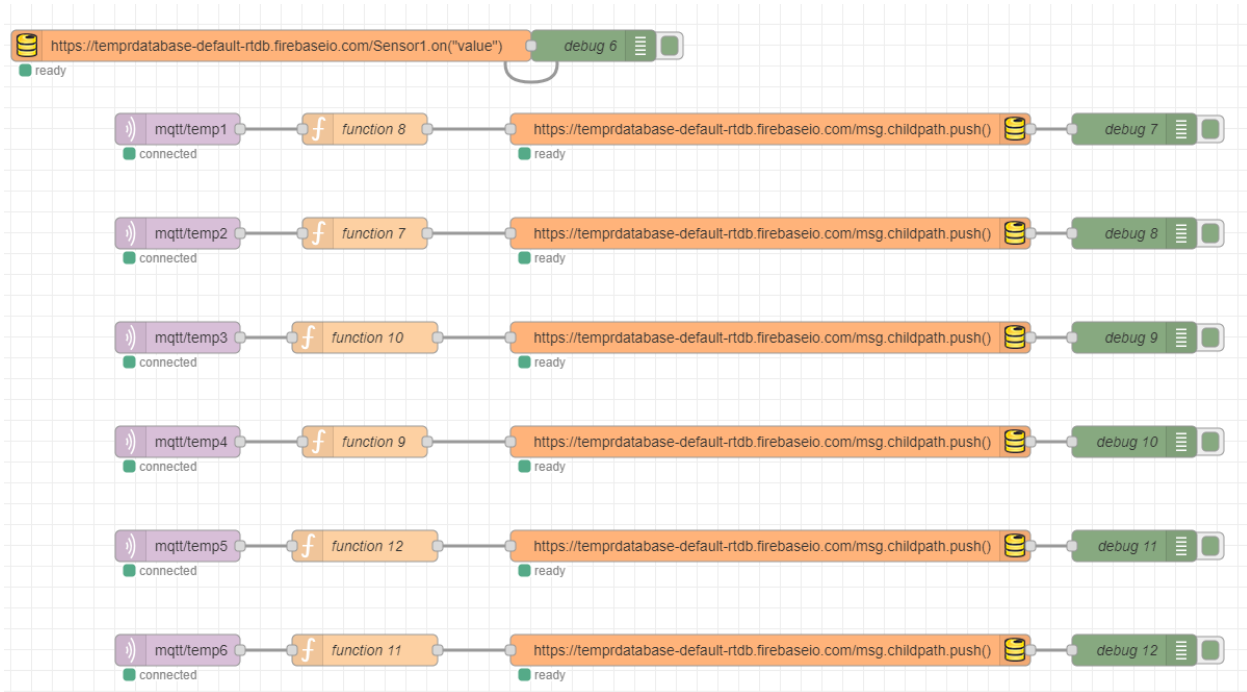 https://temprdatabase-default-rtdb.firebaseio.com/Sensor1.on("value") debug 6
ready
mqtt/temp1 function 8 https://temprdatabase-default-rtdb.firebaseio.com/msg.childpath.push() debug 7
connected ready
mqtt/temp2 function 7 https://temprdatabase-default-rtdb.firebaseio.com/msg.childpath.push() debug 8
connected ready
mqtt/temp3 function 10 https://temprdatabase-default-rtdb.firebaseio.com/msg.childpath.push() debug 9
connected ready
mqtt/temp4 function 9 https://temprdatabase-default-rtdb.firebaseio.com/msg.childpath.push() debug 10
connected ready
mqtt/temp5 function 12 https://temprdatabase-default-rtdb.firebaseio.com/msg.childpath.push() debug 11
connected ready
mqtt/temp6 function 11 https://temprdatabase-default-rtdb.firebaseio.com/msg.childpath.push() debug 12
connected ready